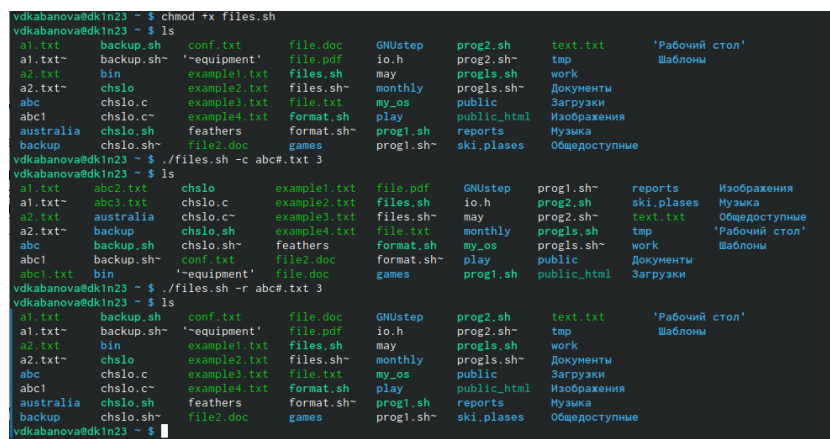 vdkabanova@dk1n23 ~ $ chmod +x files.sh
vdkabanova@dk1n23 ~ $ ls
a1.txt backup.sh conf.txt file.doc GNUstep prog2.sh text.txt 'Рабочий стол'
a1.txt~ backup.sh~ '~equipment' file.pdf io.h prog2.sh~ tmp Шаблоны
a2.txt bin example1.txt files.sh may progls.sh work
a2.txt~ chslo example2.txt files.sh~ monthly progls.sh~ Документы
abc chslo.c example3.txt file.txt my_os public Загрузки
abc1 chslo.c~ example4.txt format.sh play public_html Изображения
australia chslo.sh feathers format.sh~ prog1.sh reports Музыка
backup chslo.sh~ file2.doc games prog1.sh~ ski.plases Общедоступные
vdkabanova@dk1n23 ~ $ ./files.sh -c abc#.txt 3
vdkabanova@dk1n23 ~ $ ls
a1.txt abc2.txt chslo example1.txt file.pdf GNUstep prog1.sh~ reports Изображения
a1.txt~ abc3.txt chslo.c example2.txt files.sh io.h prog2.sh ski.plases Музыка
a2.txt australia chslo.c~ example3.txt files.sh~ may prog2.sh~ text.txt Общедоступные
a2.txt~ backup chslo.sh example4.txt file.txt monthly progls.sh tmp 'Рабочий стол'
abc backup.sh chslo.sh~ feathers format.sh my_os progls.sh~ work Шаблоны
abc1 backup.sh~ conf.txt file2.doc format.sh~ play public Документы
abc1.txt bin '~equipment' file.doc games prog1.sh public_html Загрузки
vdkabanova@dk1n23 ~ $ ./files.sh -r abc#.txt 3
vdkabanova@dk1n23 ~ $ ls
a1.txt backup.sh conf.txt file.doc GNUstep prog2.sh text.txt 'Рабочий стол'
a1.txt~ backup.sh~ '~equipment' file.pdf io.h prog2.sh~ tmp Шаблоны
a2.txt bin example1.txt files.sh may progls.sh work
a2.txt~ chslo example2.txt files.sh~ monthly progls.sh~ Документы
abc chslo.c example3.txt file.txt my_os public Загрузки
abc1 chslo.c~ example4.txt format.sh play public_html Изображения
australia chslo.sh feathers format.sh~ prog1.sh reports Музыка
backup chslo.sh~ file2.doc games prog1.sh~ ski.plases Общедоступные
vdkabanova@dk1n23 ~ $